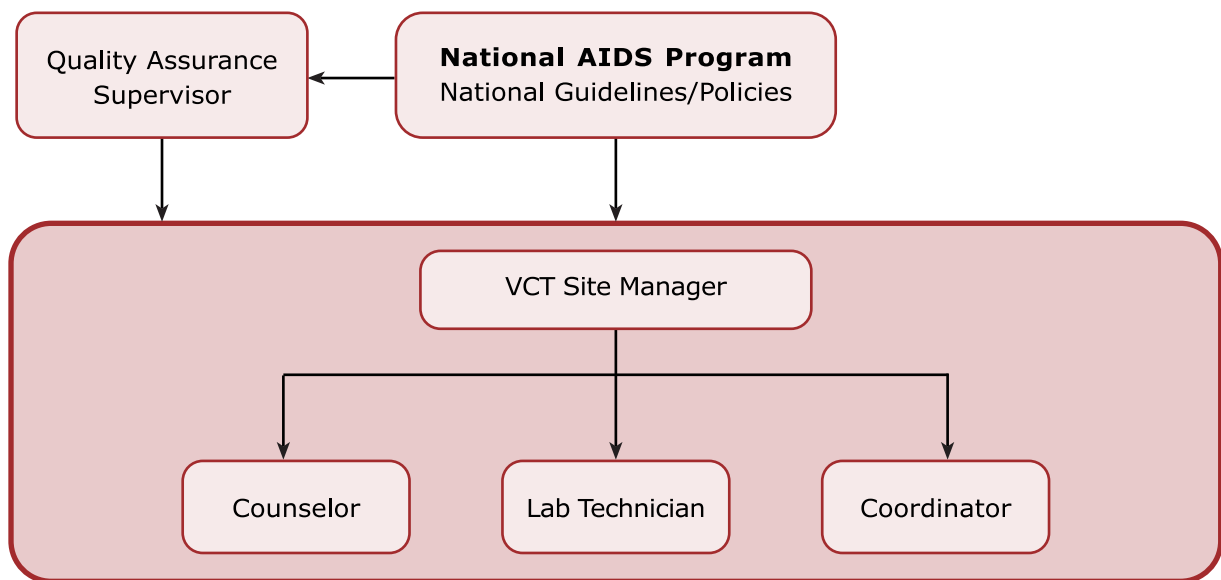 Quality Assurance
Supervisor
National AIDS Program
National Guidelines/Policies
VCT Site Manager
Counselor
Lab Technician
Coordinator